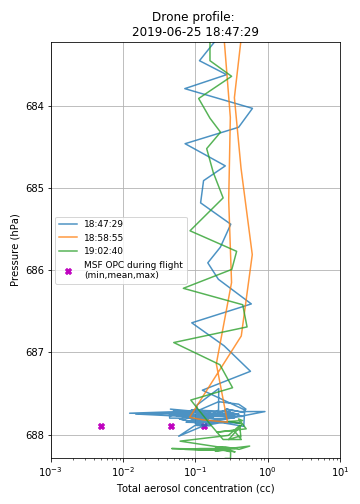 Drone profile:
2019-06-25 18:47:29
Pressure (hPa)
684
685
686
687
688
18:47:29
18:58:55
19:02:40
MSF OPC during flight
(min,mean,max)
10⁻³
10⁻²
10⁻¹
10⁰
10¹
Total aerosol concentration (cc)